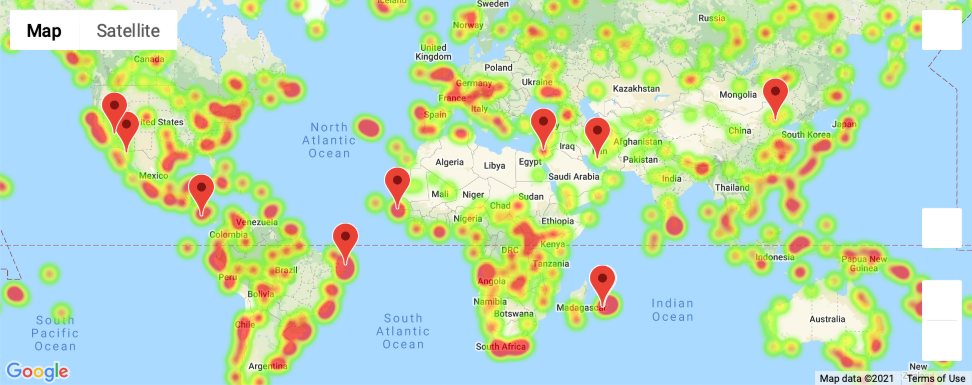 Map
Satellite
Sweden
Norway
Russia
Canada
United
Kingdom
Poland
Germany
Ukraine
France
Kazakhstan
Mongolia
Spain
Italy
ted States
North
Atlantic
Ocean
Iraq
Afghanistan
China
South Korea
Japan
Algeria
Libya
Egypt
Pakistan
Mexico
Saudi Arabia
India
Mali
Niger
Sudan
Thailand
Chad
Nigeria
Ethiopia
Venezuela
Colombia
DRC
Kenya
Tanzania
Indonesia
Papua New
Guinea
Peru
Brazil
Angola
Bolivia
Namibia
Madagascar
Botswana
South
Pacific
Ocean
South
Atlantic
Ocean
Indian
Ocean
Australia
Chile
South Africa
Argentina
New
Google
Map data ©2021
Terms of Use